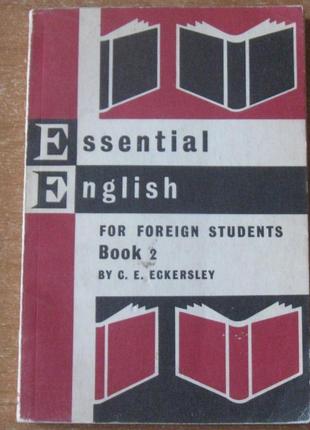 Essential
English
FOR FOREIGN STUDENTS
Book 2
BY C. E. ECKERSLEY